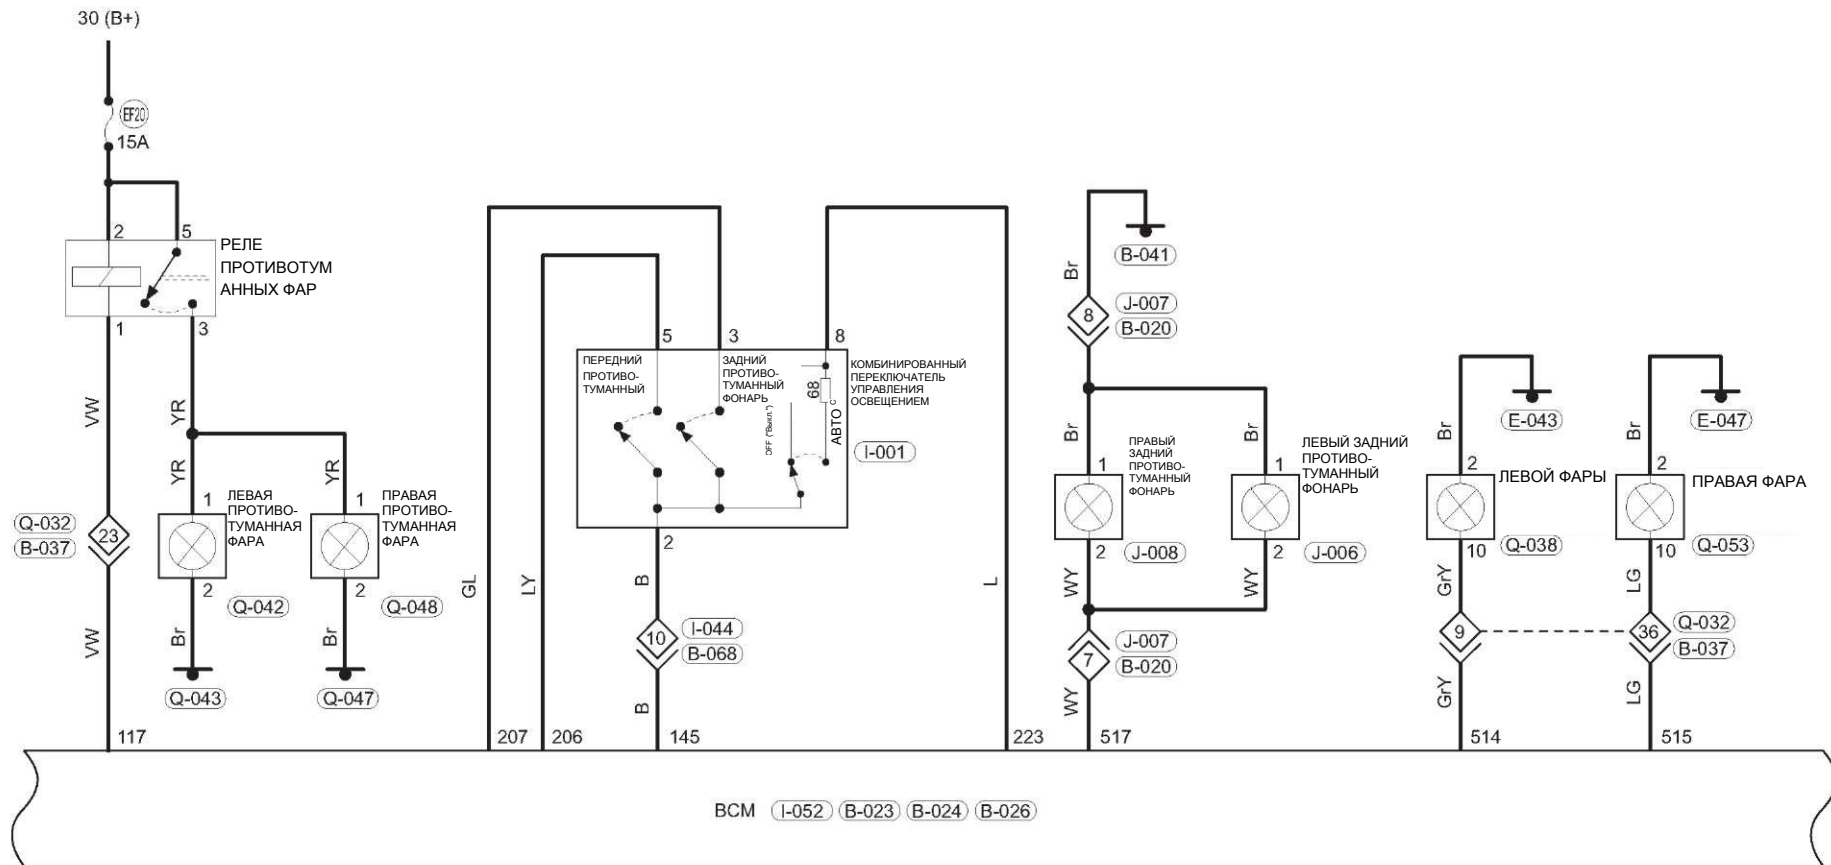 30 (B+)
EF20
15A
2
5
РЕЛЕ
ПРОТИВОТУМ
АННЫХ ФАР
1
3
VW
YR
YR
YR
Q-032
B-037
23
1
ЛЕВАЯ
ПРОТИВО-
ТУМАННАЯ
ФАРА
1
ПРАВАЯ
ПРОТИВО-
ТУМАННАЯ
ФАРА
2
Q-042
2
Q-048
VW
Br
Br
Q-043
Q-047
117
GL
LY
5
3
8
ПЕРЕДНИЙ
ПРОТИВО-
ТУМАННЫЙ
ЗАДНИЙ
ПРОТИВО-
ТУМАННЫЙ
ФОНАРЬ
68
OFF ("Выкл.")
АВТО С
КОМБИНИРОВАННЫЙ
ПЕРЕКЛЮЧАТЕЛЬ
УПРАВЛЕНИЯ
ОСВЕЩЕНИЕМ
I-001
2
B
10
I-044
B-068
B
L
207
206
145
223
B-041
Br
8
J-007
B-020
Br
Br
1
ПРАВЫЙ
ЗАДНИЙ
ПРОТИВО-
ТУМАННЫЙ
ФОНАРЬ
1
ЛЕВЫЙ ЗАДНИЙ
ПРОТИВО-
ТУМАННЫЙ
ФОНАРЬ
2
J-008
2
J-006
WY
WY
7
J-007
B-020
WY
517
E-043
Br
2
ЛЕВОЙ ФАРЫ
10
Q-038
GrY
9
GrY
514
E-047
Br
2
ПРАВАЯ ФАРА
10
Q-053
LG
36
Q-032
B-037
LG
515
BCM I-052 B-023 B-024 B-026